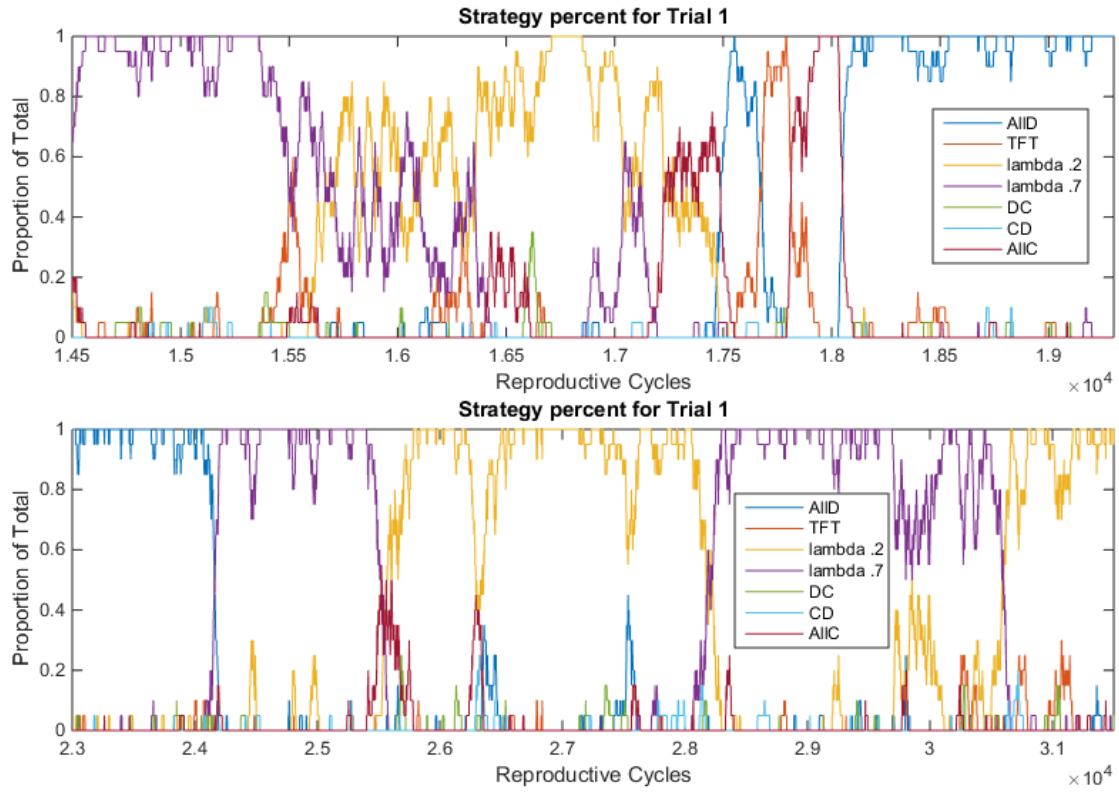 Strategy percent for Trial 1
Proportion of Total
1
0.8
0.6
0.4
0.2
0
AllD
TFT
lambda .2
lambda .7
DC
CD
AllC
1.45 1.5 1.55 1.6 1.65 1.7 1.75 1.8 1.85 1.9
Reproductive Cycles
×10⁴
Strategy percent for Trial 1
Proportion of Total
1
0.8
0.6
0.4
0.2
0
AllD
TFT
lambda .2
lambda .7
DC
CD
AllC
2.3 2.4 2.5 2.6 2.7 2.8 2.9 3 3.1
Reproductive Cycles
×10⁴